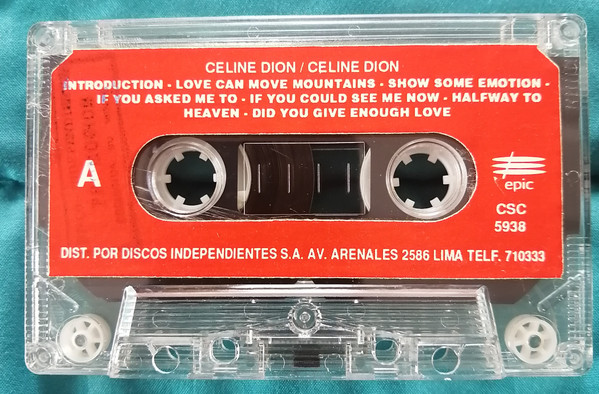 CELINE DION / CELINE DION
INTRODUCTION - LOVE CAN MOVE MOUNTAINS - SHOW SOME EMOTION -
IF YOU ASKED ME TO - IF YOU COULD SEE ME NOW - HALFWAY TO
HEAVEN - DID YOU GIVE ENOUGH LOVE
A
epic
CSC
5938
DIST. POR DISCOS INDEPENDIENTES S.A. AV. ARENALES 2586 LIMA TELF. 710333